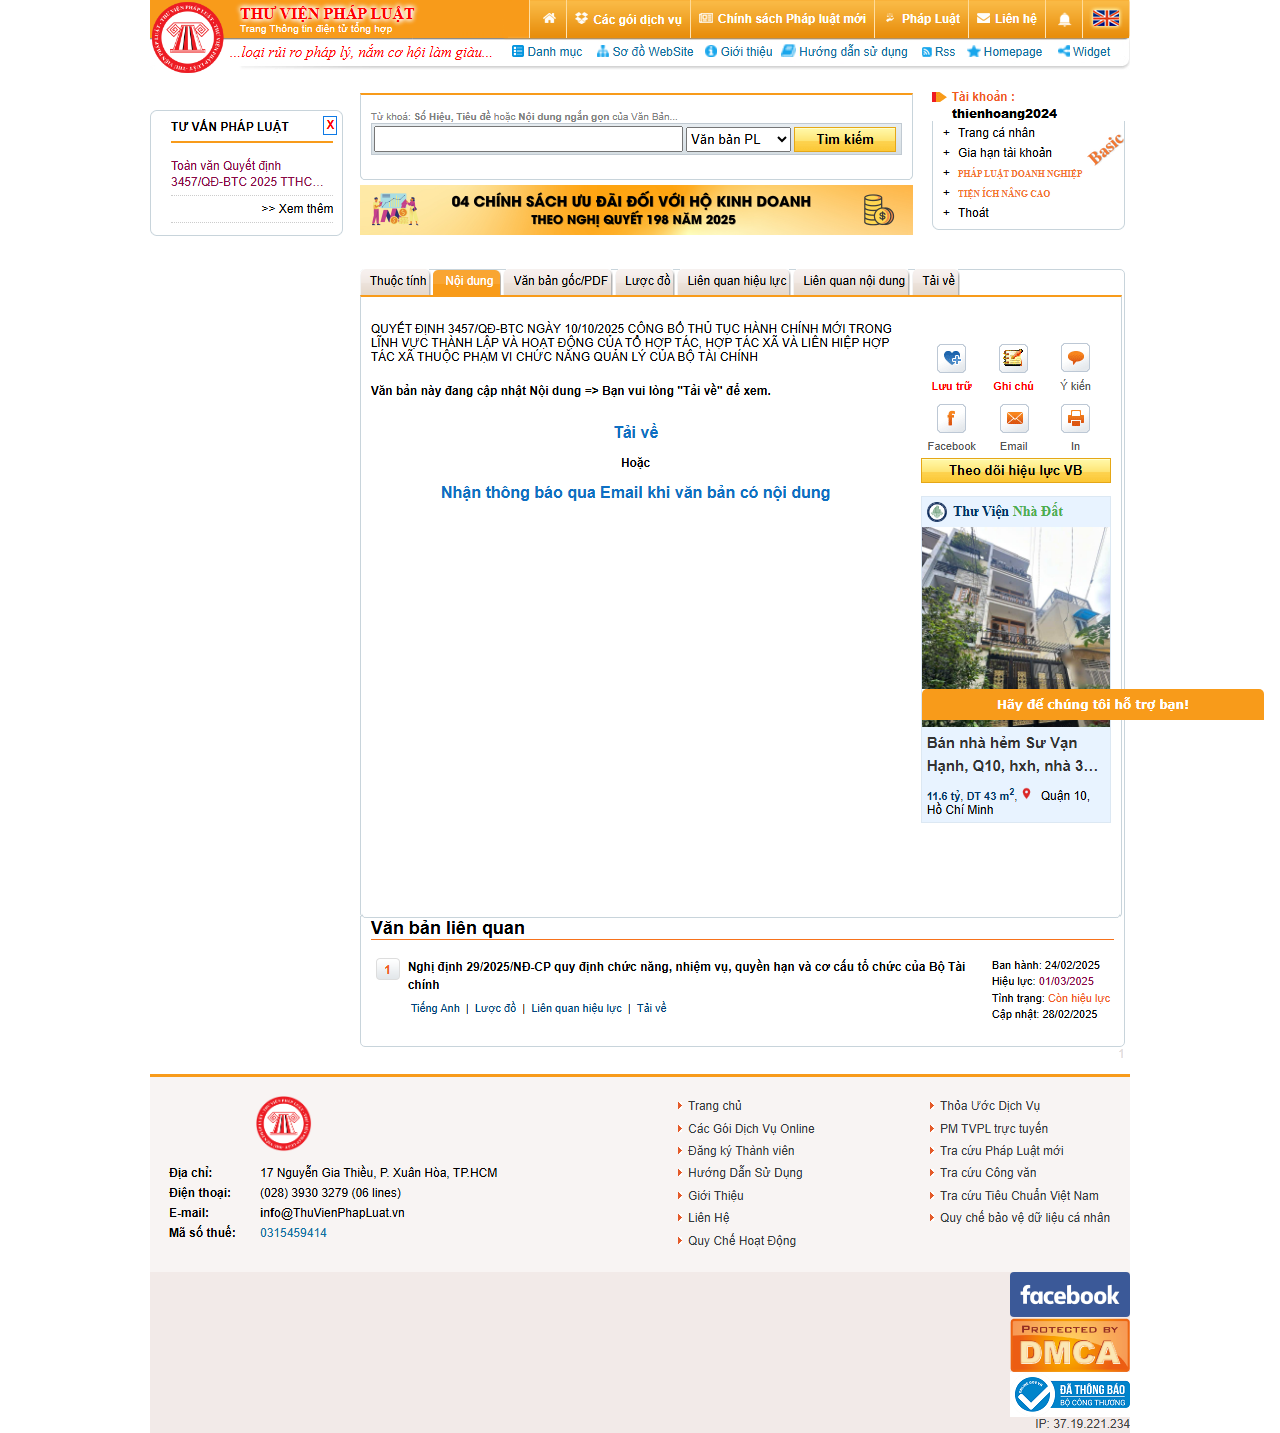 THƯ VIỆN PHÁP LUẬT
Trang Thông tin điện tử tổng hợp
Các gói dịch vụ
Chính sách Pháp luật mới
Pháp Luật
Liên hệ
...loại rủi ro pháp lý, nắm cơ hội làm giàu...
Danh mục
Sơ đồ WebSite
Giới thiệu
Hướng dẫn sử dụng
Rss
Homepage
Widget
TƯ VẤN PHÁP LUẬT
X
Toàn văn Quyết định
3457/QĐ-BTC 2025 TTHC...
>> Xem thêm
Từ khoá: Số Hiệu, Tiêu đề hoặc Nội dung ngắn gọn của Văn Bản...
Văn bản PL
Tìm kiếm
04 CHÍNH SÁCH ƯU ĐÃI ĐỐI VỚI HỘ KINH DOANH
THEO NGHỊ QUYẾT 198 NĂM 2025
Tài khoản :
thienhoang2024
+ Trang cá nhân
+ Gia hạn tài khoản
+ PHÁP LUẬT DOANH NGHIỆP
+ TIỆN ÍCH NÂNG CAO
+ Thoát
Basic
Thuộc tính
Nội dung
Văn bản gốc/PDF
Lược đồ
Liên quan hiệu lực
Liên quan nội dung
Tải về
QUYẾT ĐỊNH 3457/QĐ-BTC NGÀY 10/10/2025 CÔNG BỐ THỦ TỤC HÀNH CHÍNH MỚI TRONG
LĨNH VỰC THÀNH LẬP VÀ HOẠT ĐỘNG CỦA TỔ HỢP TÁC, HỢP TÁC XÃ VÀ LIÊN HIỆP HỢP
TÁC XÃ THUỘC PHẠM VI CHỨC NĂNG QUẢN LÝ CỦA BỘ TÀI CHÍNH
Văn bản này đang cập nhật Nội dung => Bạn vui lòng "Tải về" để xem.
Tải về
Hoặc
Nhận thông báo qua Email khi văn bản có nội dung
Lưu trữ
Ghi chú
Ý kiến
Facebook
Email
In
Theo dõi hiệu lực VB
Thư Viện Nhà Đất
Hãy để chúng tôi hỗ trợ bạn!
Bán nhà hẻm Sư Vạn
Hạnh, Q10, hxh, nhà 3...
11.6 tỷ, DT 43 m2, Quận 10,
Hồ Chí Minh
Văn bản liên quan
1
Nghị định 29/2025/NĐ-CP quy định chức năng, nhiệm vụ, quyền hạn và cơ cấu tổ chức của Bộ Tài
chính
Tiếng Anh | Lược đồ | Liên quan hiệu lực | Tải về
Ban hành: 24/02/2025
Hiệu lực: 01/03/2025
Tình trạng: Còn hiệu lực
Cập nhật: 28/02/2025
1
Địa chỉ: 17 Nguyễn Gia Thiều, P. Xuân Hòa, TP.HCM
Điện thoại: (028) 3930 3279 (06 lines)
E-mail: info@ThuVienPhapLuat.vn
Mã số thuế: 0315459414
Trang chủ
Các Gói Dịch Vụ Online
Đăng ký Thành viên
Hướng Dẫn Sử Dụng
Giới Thiệu
Liên Hệ
Quy Chế Hoạt Động
Thỏa Ước Dịch Vụ
PM TVPL trực tuyến
Tra cứu Pháp Luật mới
Tra cứu Công văn
Tra cứu Tiêu Chuẩn Việt Nam
Quy chế bảo vệ dữ liệu cá nhân
facebook
PROTECTED BY
DMCA
ĐÃ THÔNG BÁO
BỘ CÔNG THƯƠNG
IP: 37.19.221.234